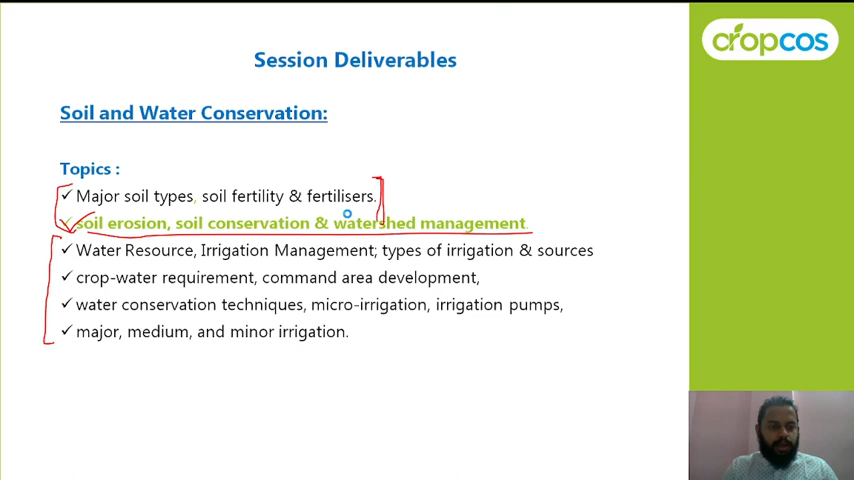 cropcos
Session Deliverables
Soil and Water Conservation:
Topics :
✓ Major soil types, soil fertility & fertilisers.
✓ soil erosion, soil conservation & watershed management.
✓ Water Resource, Irrigation Management; types of irrigation & sources
✓ crop-water requirement, command area development,
✓ water conservation techniques, micro-irrigation, irrigation pumps,
✓ major, medium, and minor irrigation.